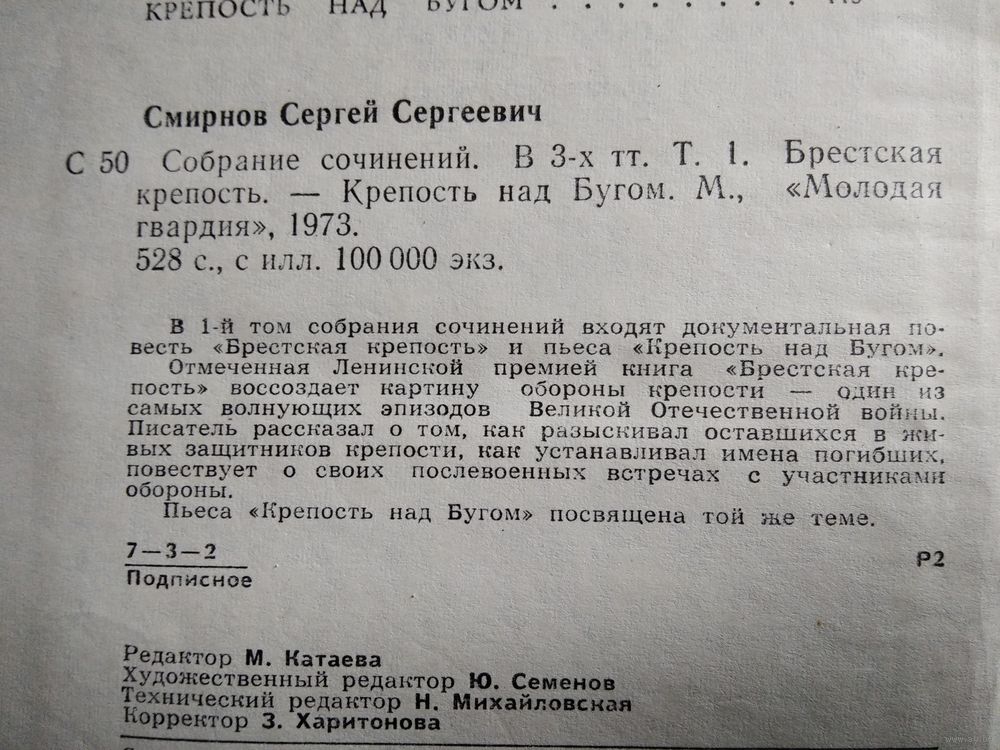 КРЕПОСТЬ НАД БУГОМ . . . . . . . .
Смирнов Сергей Сергеевич
С 50 Собрание сочинений. В 3-х тт. Т. 1. Брестская
крепость. — Крепость над Бугом. М., «Молодая
гвардия», 1973.
528 с., с илл. 100 000 экз.
В 1-й том собрания сочинений входят документальная по-
весть «Брестская крепость» и пьеса «Крепость над Бугом».
Отмеченная Ленинской премией книга «Брестская кре-
пость» воссоздает картину обороны крепости — один из
самых волнующих эпизодов Великой Отечественной войны.
Писатель рассказал о том, как разыскивал оставшихся в жи-
вых защитников крепости, как устанавливал имена погибших,
повествует о своих послевоенных встречах с участниками
обороны.
Пьеса «Крепость над Бугом» посвящена той же теме.
7—3—2
Подписное
Р2
Редактор М. Катаева
Художественный редактор Ю. Семенов
Технический редактор Н. Михайловская
Корректор З. Харитонова